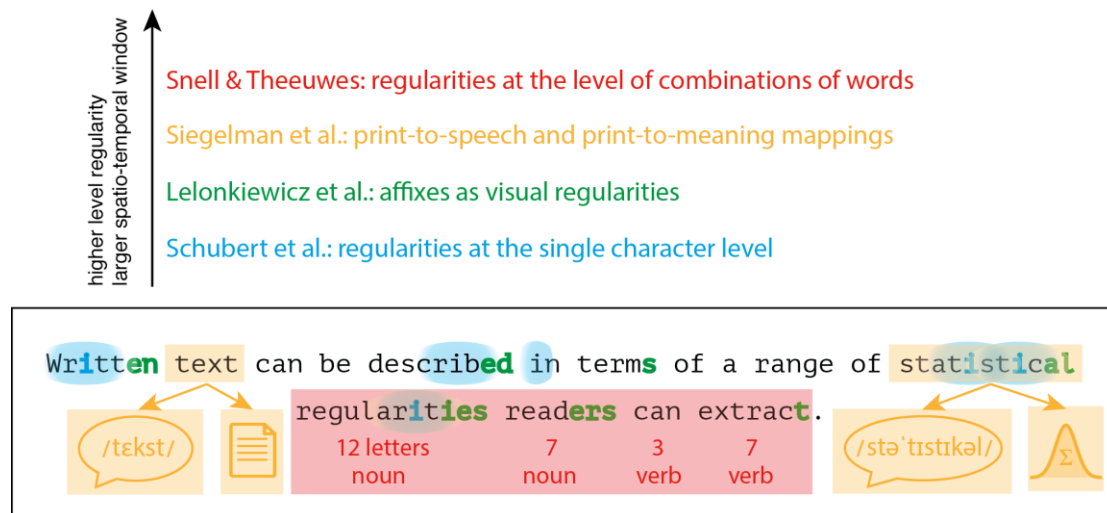 higher level regularity
larger spatio-temporal window
Snell & Theeuwes: regularities at the level of combinations of words
Siegelman et al.: print-to-speech and print-to-meaning mappings
Lelonkiewicz et al.: affixes as visual regularities
Schubert et al.: regularities at the single character level
Written text can be described in terms of a range of statistical
regularities readers can extract.
/tɛkst/
12 letters 7 3 7
noun noun verb verb
/stəˈtɪstɪkəl/
Σ